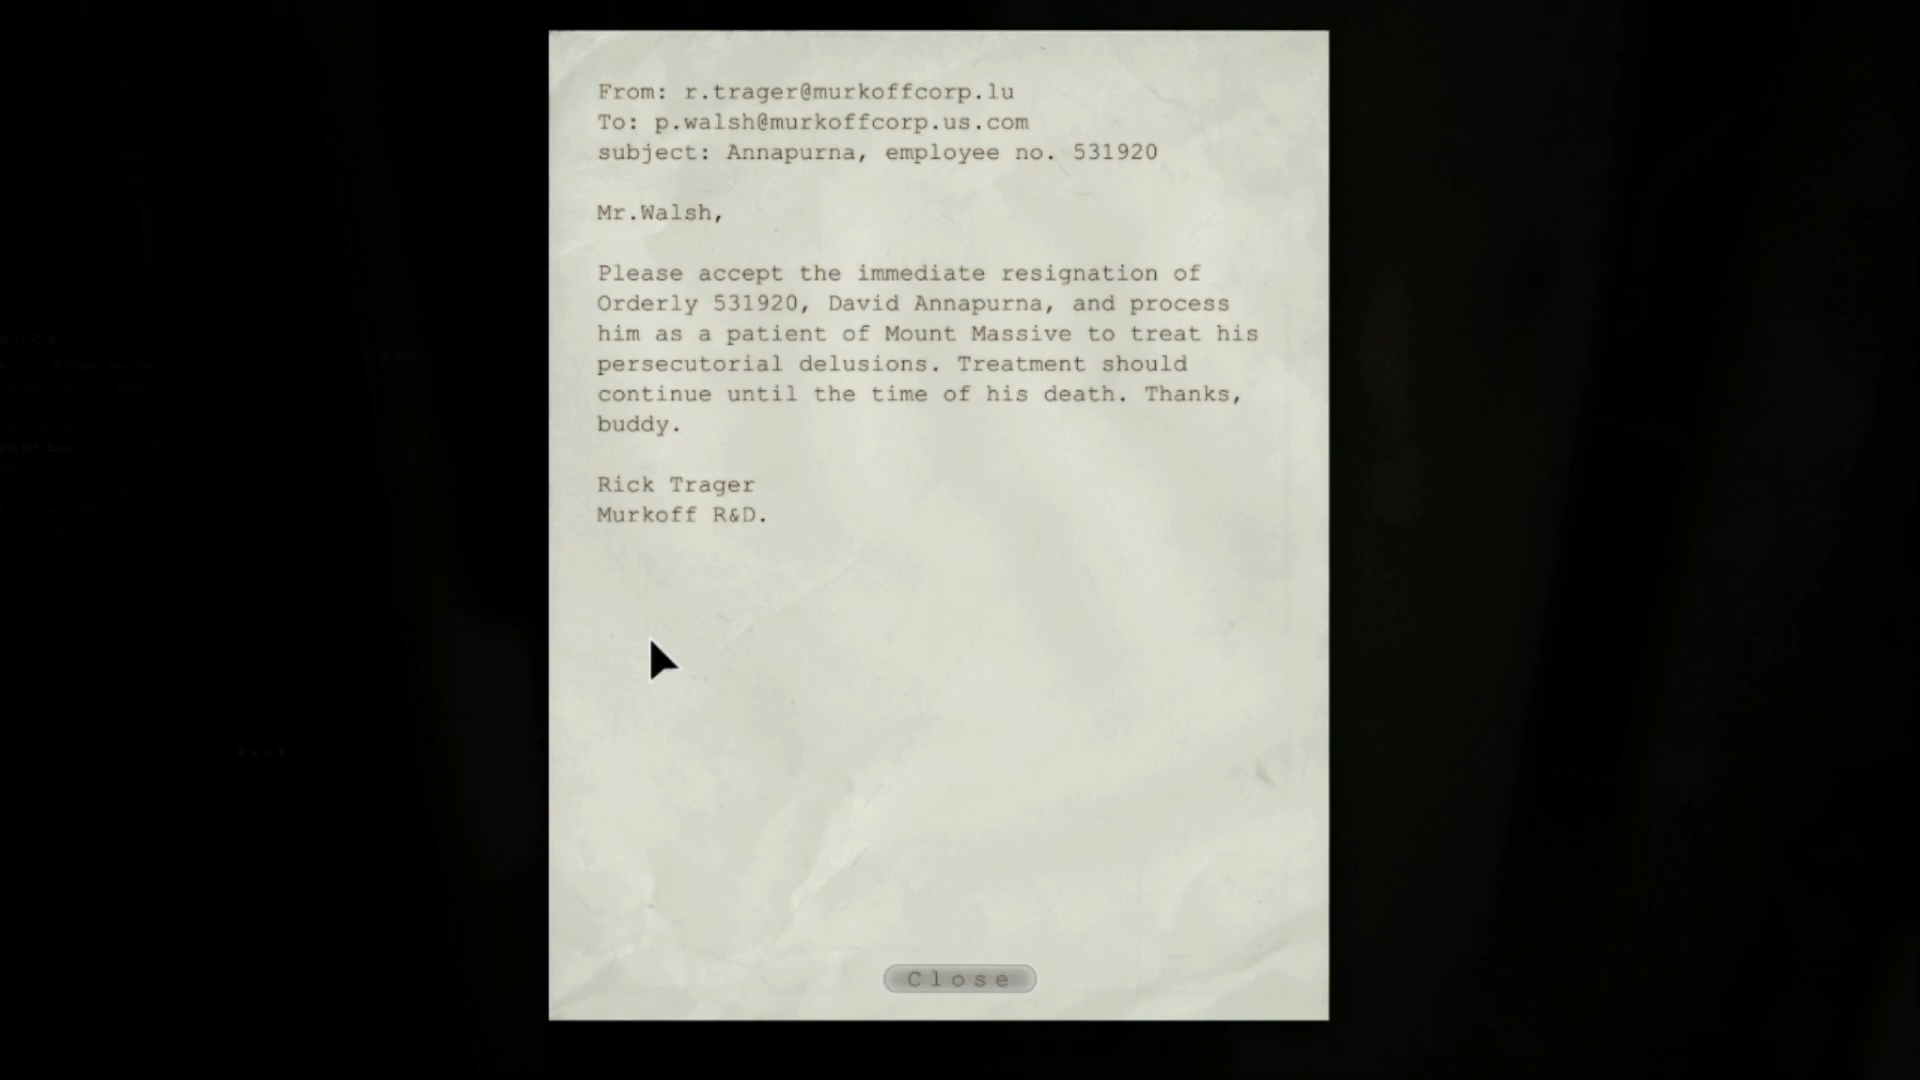 From: r.trager@murkoffcorp.lu
To: p.walsh@murkoffcorp.us.com
subject: Annapurna, employee no. 531920
Mr.Walsh,
Please accept the immediate resignation of
Orderly 531920, David Annapurna, and process
him as a patient of Mount Massive to treat his
persecutorial delusions. Treatment should
continue until the time of his death. Thanks,
buddy.
Rick Trager
Murkoff R&D.
Close
Back